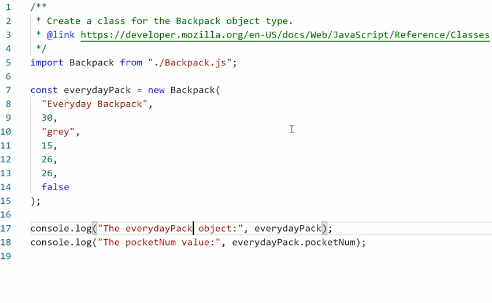 1 /**
2  * Create a class for the Backpack object type.
3  * @link https://developer.mozilla.org/en-US/docs/Web/JavaScript/Reference/Classes
4  */
5 import Backpack from "./Backpack.js";
6
7 const everydayPack = new Backpack(
8   "Everyday Backpack",
9   30,
10   "grey",
11   15,
12   26,
13   26,
14   false
15 );
16
17 console.log("The everydayPack object:", everydayPack);
18 console.log("The pocketNum value:", everydayPack.pocketNum);
19